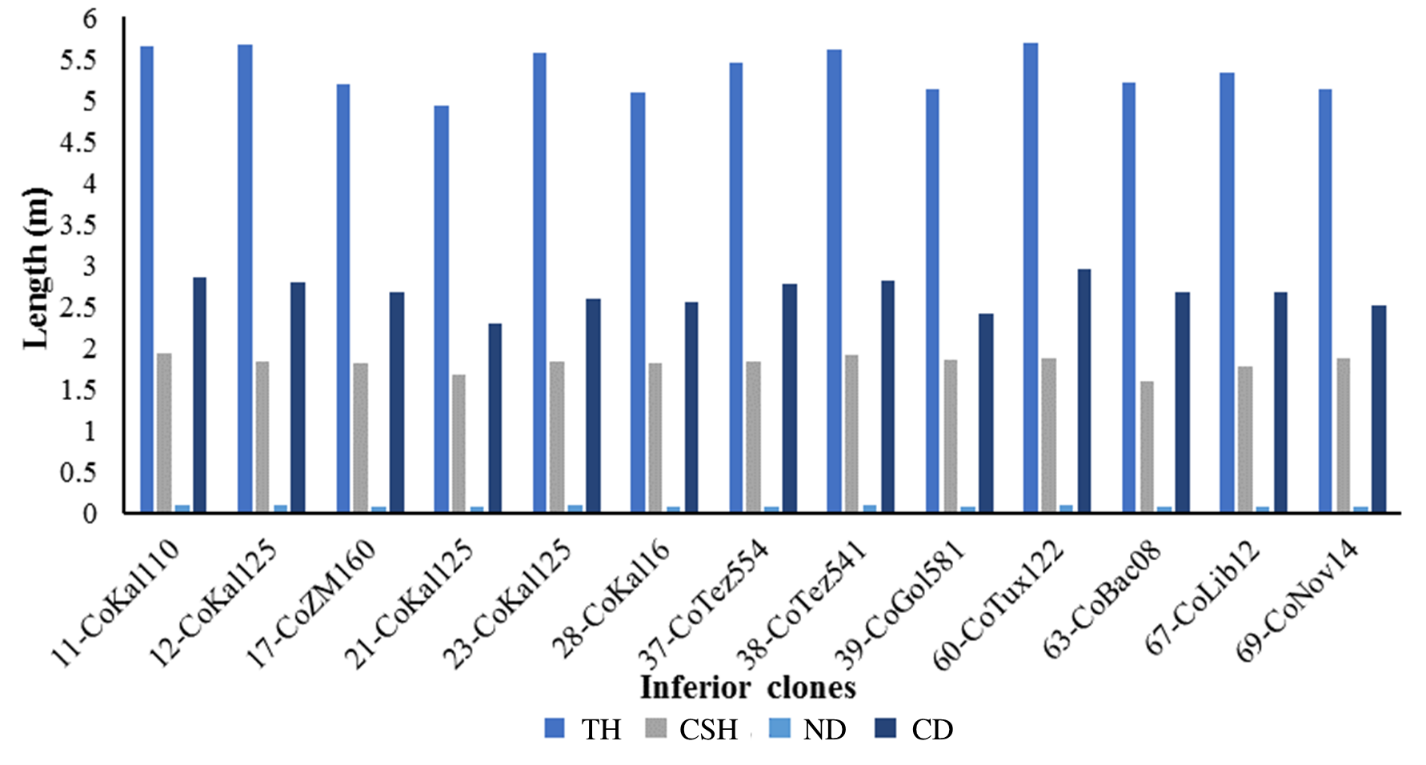 6
5.5
5
4.5
4
3.5
3
2.5
2
1.5
1
0.5
0
Length (m)
11-CoKal110
12-CoKal125
17-CoZM160
21-CoKal125
23-CoKal125
28-CoKal16
37-CoTez554
38-CoTez541
39-CoGol581
60-CoTux122
63-CoBac08
67-CoLib12
69-CoNov14
Inferior clones
TH CSH ND CD